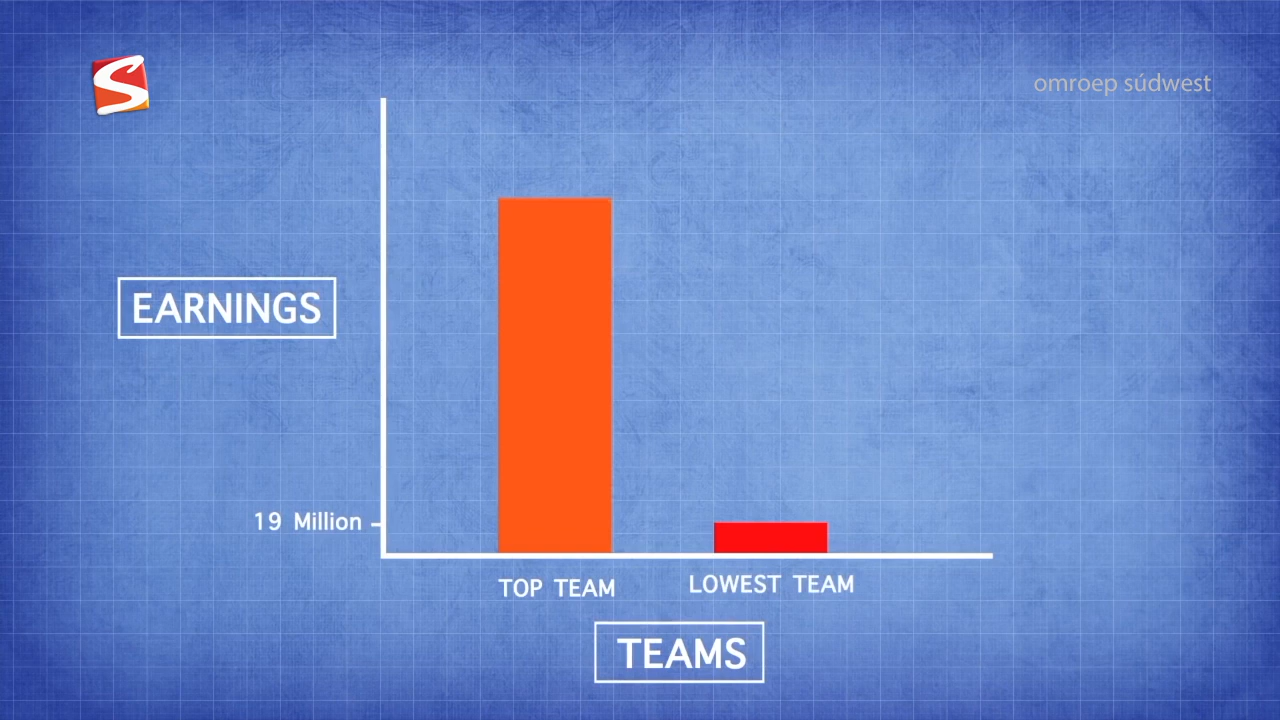 S
omroep súdwest
EARNINGS
19 Million
TOP TEAM
LOWEST TEAM
TEAMS